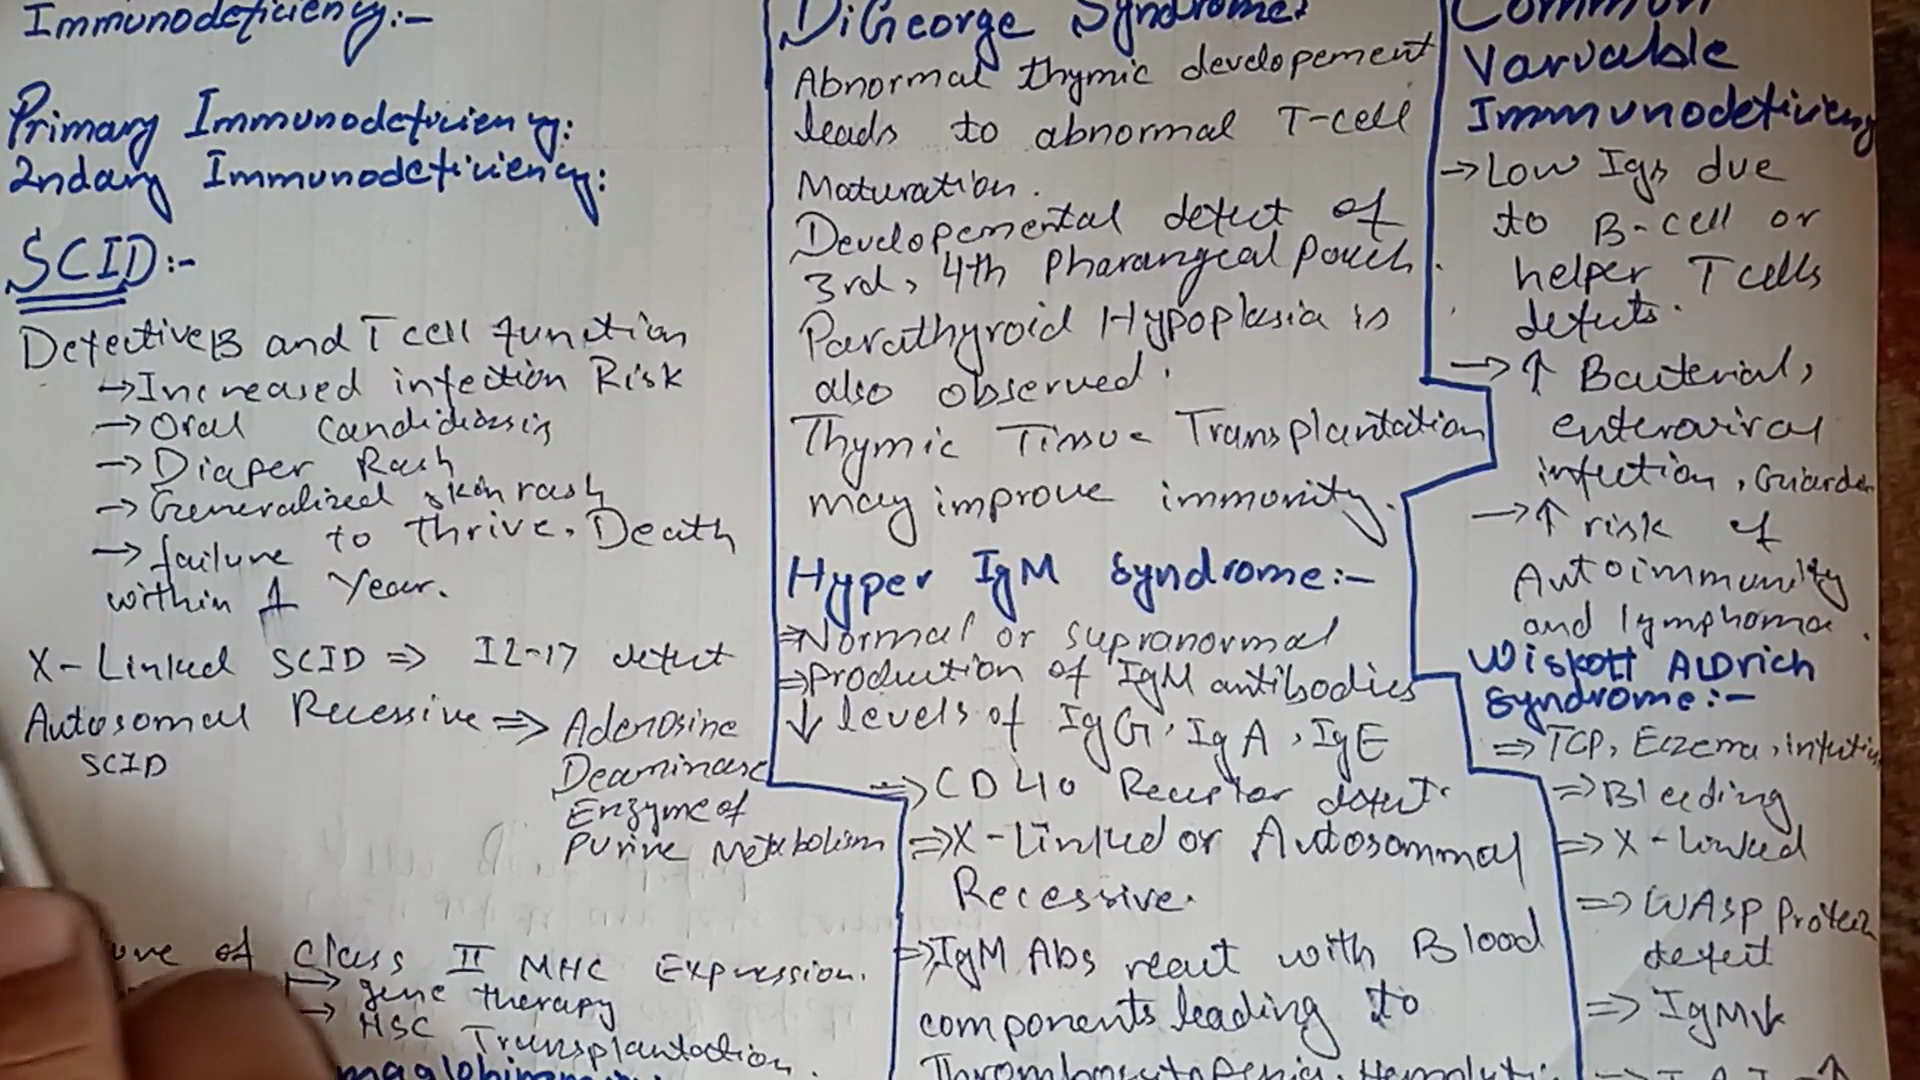 Immunodeficiency:-
Primary Immunodeficiency:
2ndary Immunodeficiency:
SCID:-
Defective B and T cell function
→ Increased infection Risk
→ Oral candidiasis
→ Diaper Rash
→ Generalized skin rash
→ failure to thrive. Death
within 1 Year.
X-Linked SCID ⇒ I2-17 defect
Autosomal Recessive ⇒ Adenosine
SCID
Deaminase
Enzyme of
Purine Metabolism
of Class II MHC Expression.
→ gene therapy
→ HSC Transplantation.
DiGeorge Syndrome:
Abnormal thymic developement
leads to abnormal T-cell
Maturation.
Developemental defect of
3rd, 4th Pharangeal Pouch.
Parathyroid Hypoplasia is
also observed.
Thymic Tissue Transplantation
may improve immunity.
Hyper IgM Syndrome:-
⇒ Normal or supranormal
⇒ Production of IgM antibodies
↓ levels of IgG, IgA, IgE
⇒ CD40 Receptor defect.
⇒ X-Linked or Autosommal
Recessive.
⇒ IgM Abs react with Blood
components leading to
Common
Variable
Immunodeficiency
→ Low Igs due
to B-cell or
helper T cells
defects.
→ ↑ Bacterial,
enteroviral
infection, Guardea
→ ↑ risk of
Autoimmunity
and lymphoma.
Wiskott ALDrich
Syndrome:-
⇒ TCP, Eczema, infection
⇒ Bleeding
⇒ X-Linked
⇒ WASP Protein
defect
⇒ IgM↓